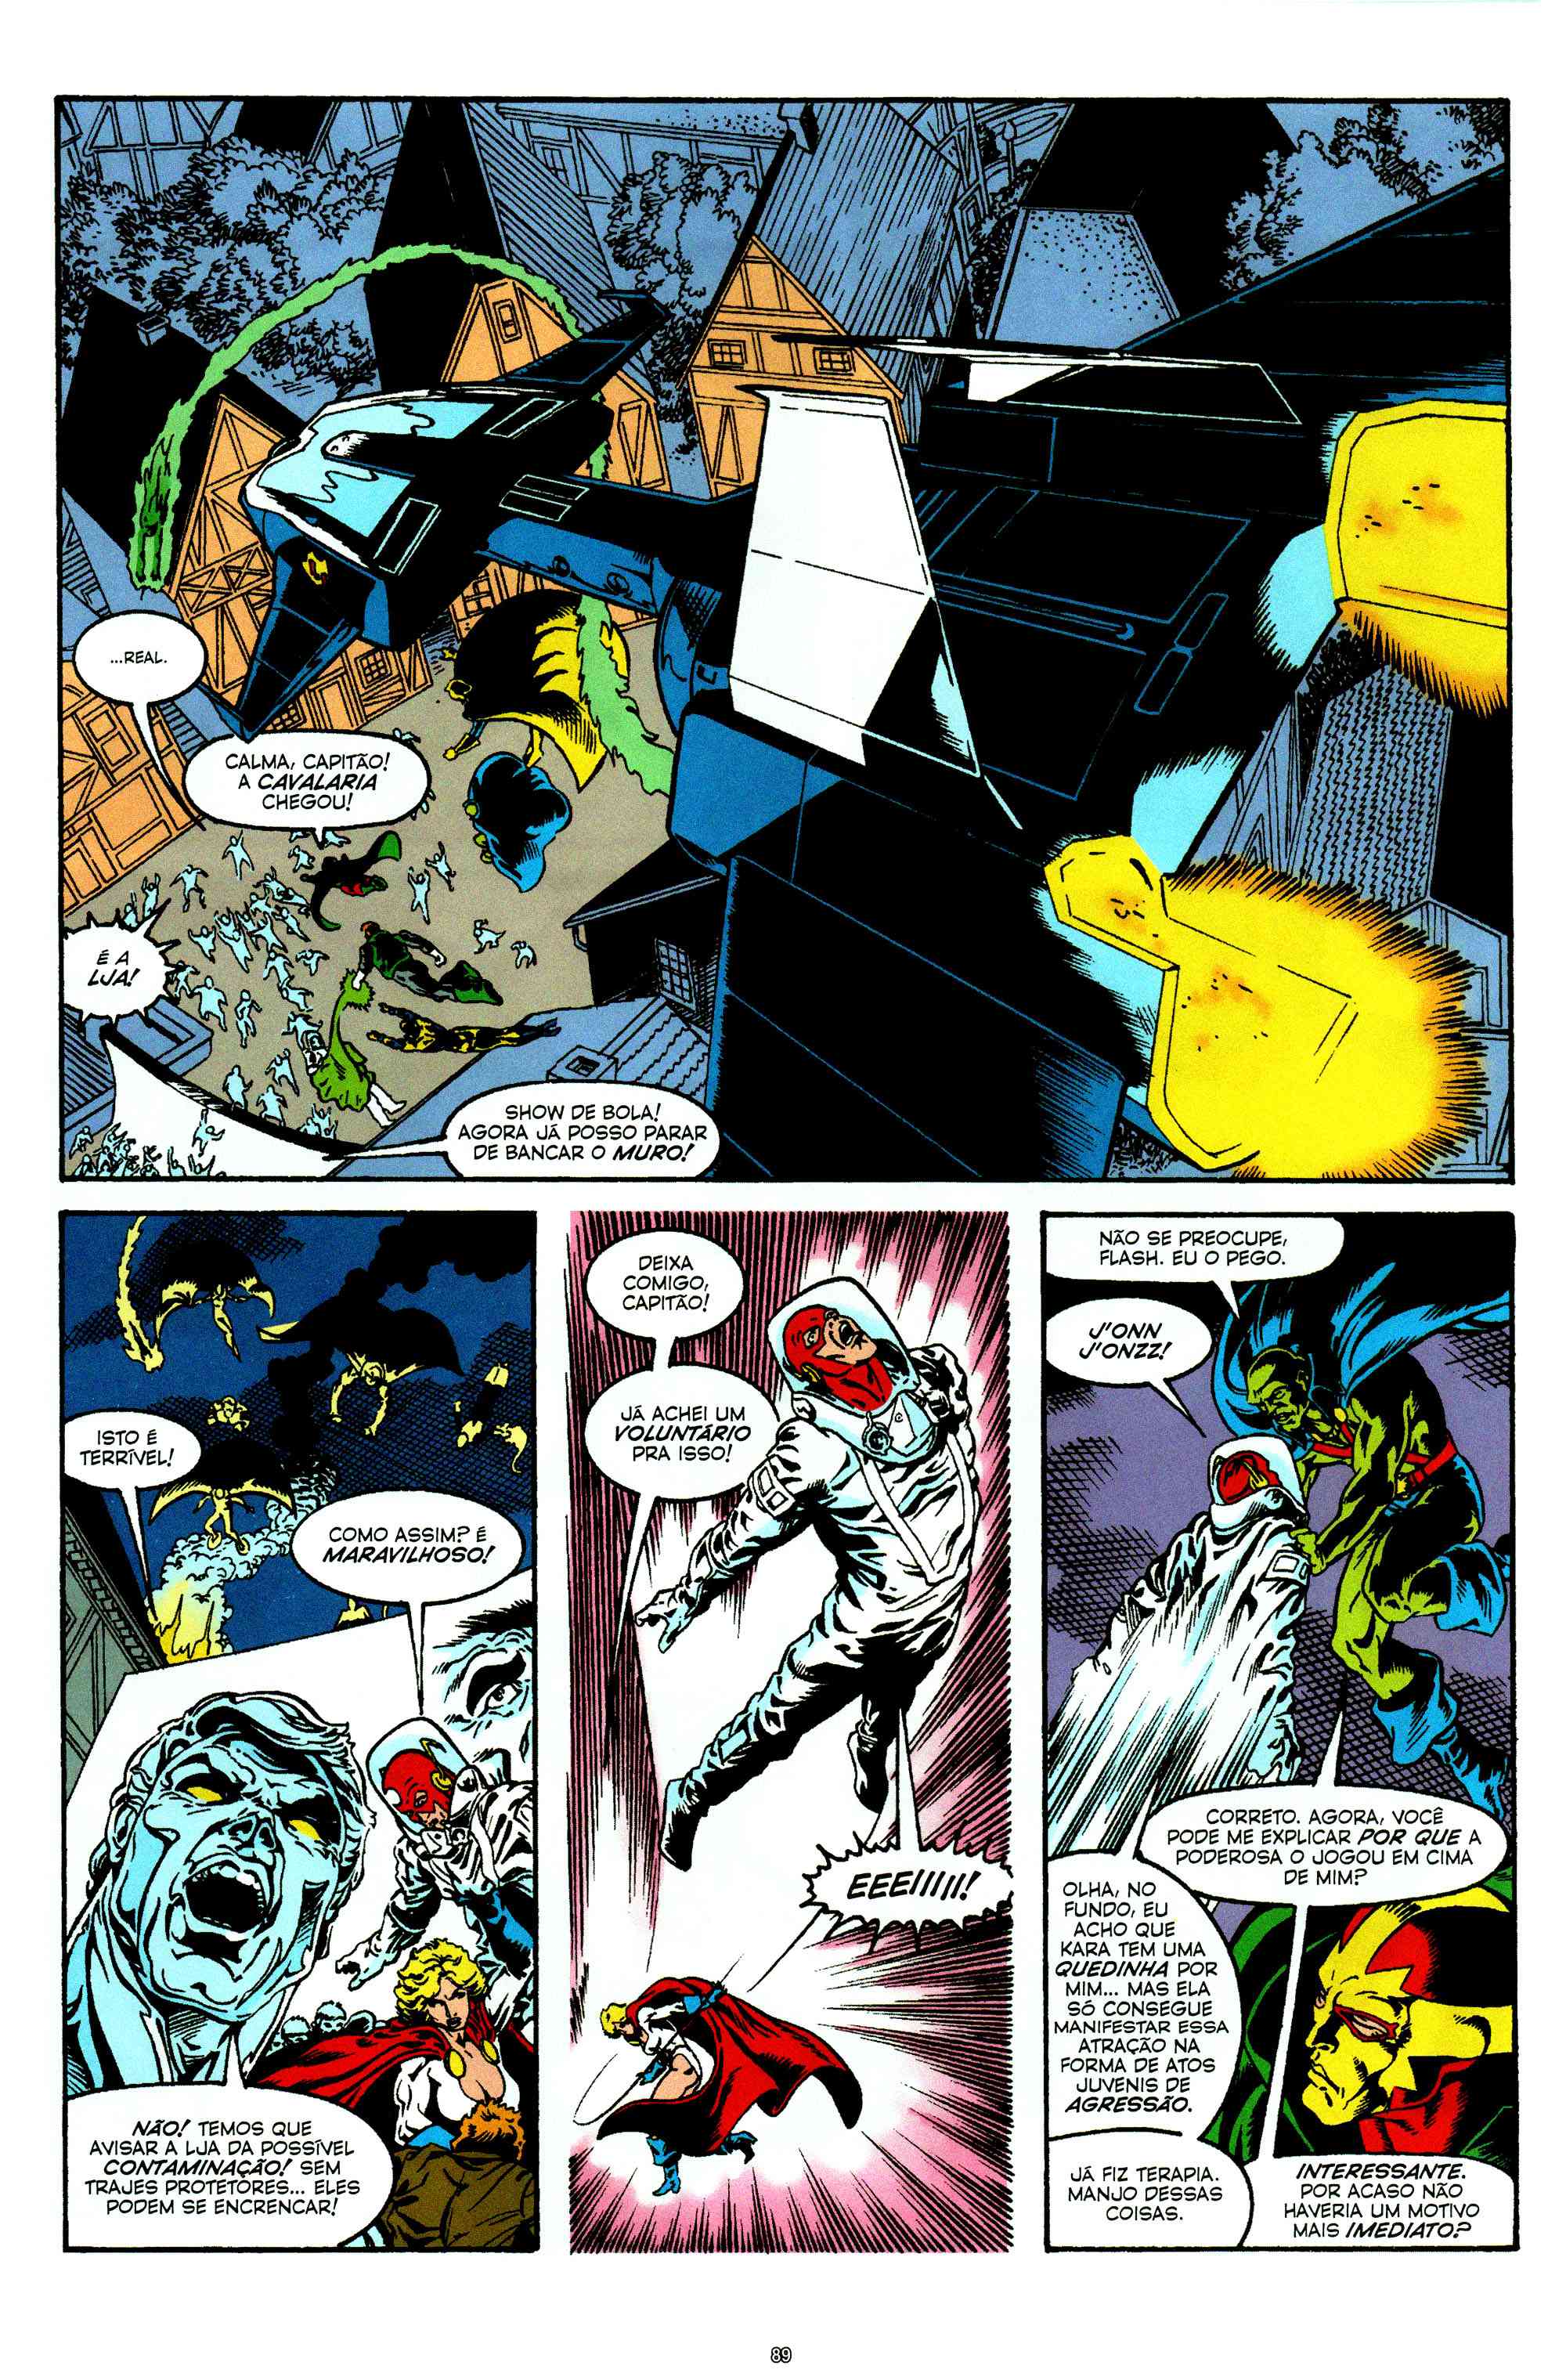 ...REAL.
CALMA, CAPITÃO!
A CAVALARIA
CHEGOU!
É A
LJA!
SHOW DE BOLA!
AGORA JÁ POSSO PARAR
DE BANCAR O MURO!
ISTO É
TERRÍVEL!
COMO ASSIM? É
MARAVILHOSO!
NÃO! TEMOS QUE
AVISAR A LJA DA POSSÍVEL
CONTAMINAÇÃO! SEM
TRAJES PROTETORES... ELES
PODEM SE ENCRENCAR!
DEIXA
COMIGO,
CAPITÃO!
JÁ ACHEI UM
VOLUNTÁRIO
PRA ISSO!
EEEIIIII!
NÃO SE PREOCUPE,
FLASH. EU O PEGO.
J'ONN
J'ONZZ!
CORRETO. AGORA, VOCÊ
PODE ME EXPLICAR POR QUE A
PODEROSA O JOGOU EM CIMA
DE MIM?
OLHA, NO
FUNDO, EU
ACHO QUE
KARA TEM UMA
QUEDINHA POR
MIM... MAS ELA
SÓ CONSEGUE
MANIFESTAR ESSA
ATRAÇÃO NA
FORMA DE ATOS
JUVENIS DE
AGRESSÃO.
JÁ FIZ TERAPIA.
MANJO DESSAS
COISAS.
INTERESSANTE.
POR ACASO NÃO
HAVERIA UM MOTIVO
MAIS IMEDIATO?
89